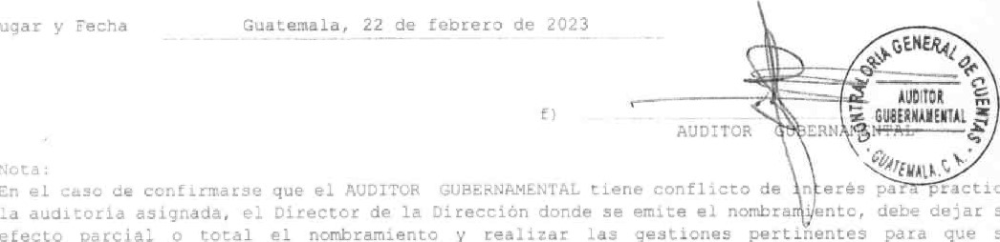 ugar y Fecha Guatemala, 22 de febrero de 2023
CONTRALORIA GENERAL DE CUENTAS
AUDITOR
GUBERNAMENTAL
GUATEMALA, C. A.
f)
AUDITOR GUBERNAMENTAL
Nota:
En el caso de confirmarse que el AUDITOR GUBERNAMENTAL tiene conflicto de interés para practic
la auditoría asignada, el Director de la Dirección donde se emite el nombramiento, debe dejar s
efecto parcial o total el nombramiento y realizar las gestiones pertinentes para que s